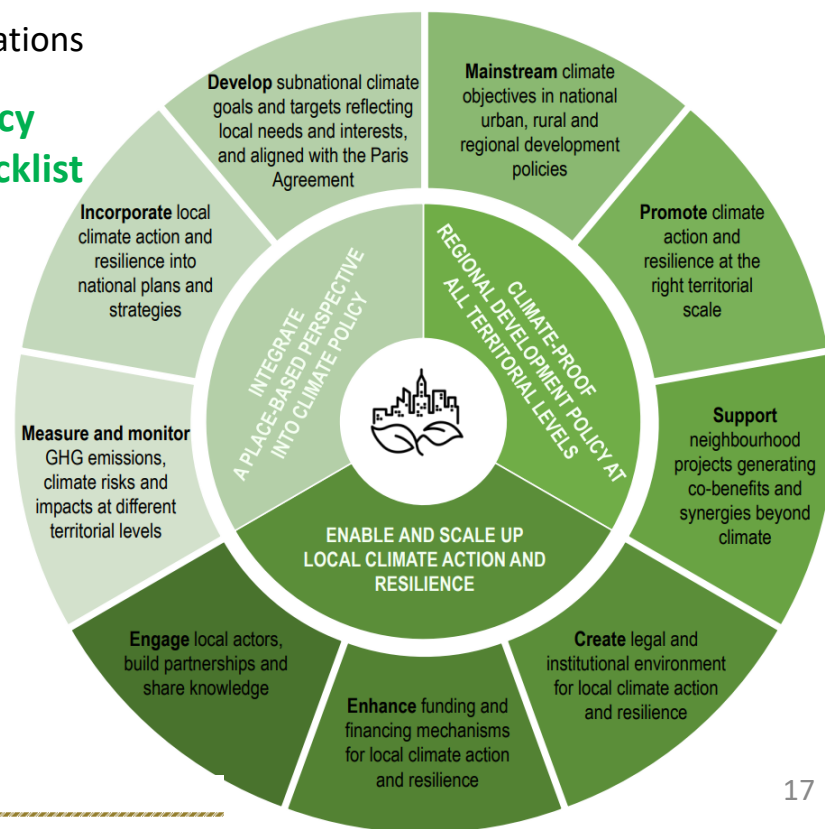 ations
cy
cklist
Develop subnational climate
goals and targets reflecting
local needs and interests,
and aligned with the Paris
Agreement
Mainstream climate
objectives in national
urban, rural and
regional development
policies
Incorporate local
climate action and
resilience into
national plans and
strategies
Promote climate
action and
resilience at the
right territorial
scale
INTEGRATE
A PLACE-BASED PERSPECTIVE
INTO CLIMATE POLICY
CLIMATE-PROOF
REGIONAL DEVELOPMENT POLICY AT
ALL TERRITORIAL LEVELS
Measure and monitor
GHG emissions,
climate risks and
impacts at different
territorial levels
Support
neighbourhood
projects generating
co-benefits and
synergies beyond
climate
ENABLE AND SCALE UP
LOCAL CLIMATE ACTION AND
RESILIENCE
Engage local actors,
build partnerships and
share knowledge
Enhance funding and
financing mechanisms
for local climate action
and resilience
Create legal and
institutional environment
for local climate action
and resilience
17